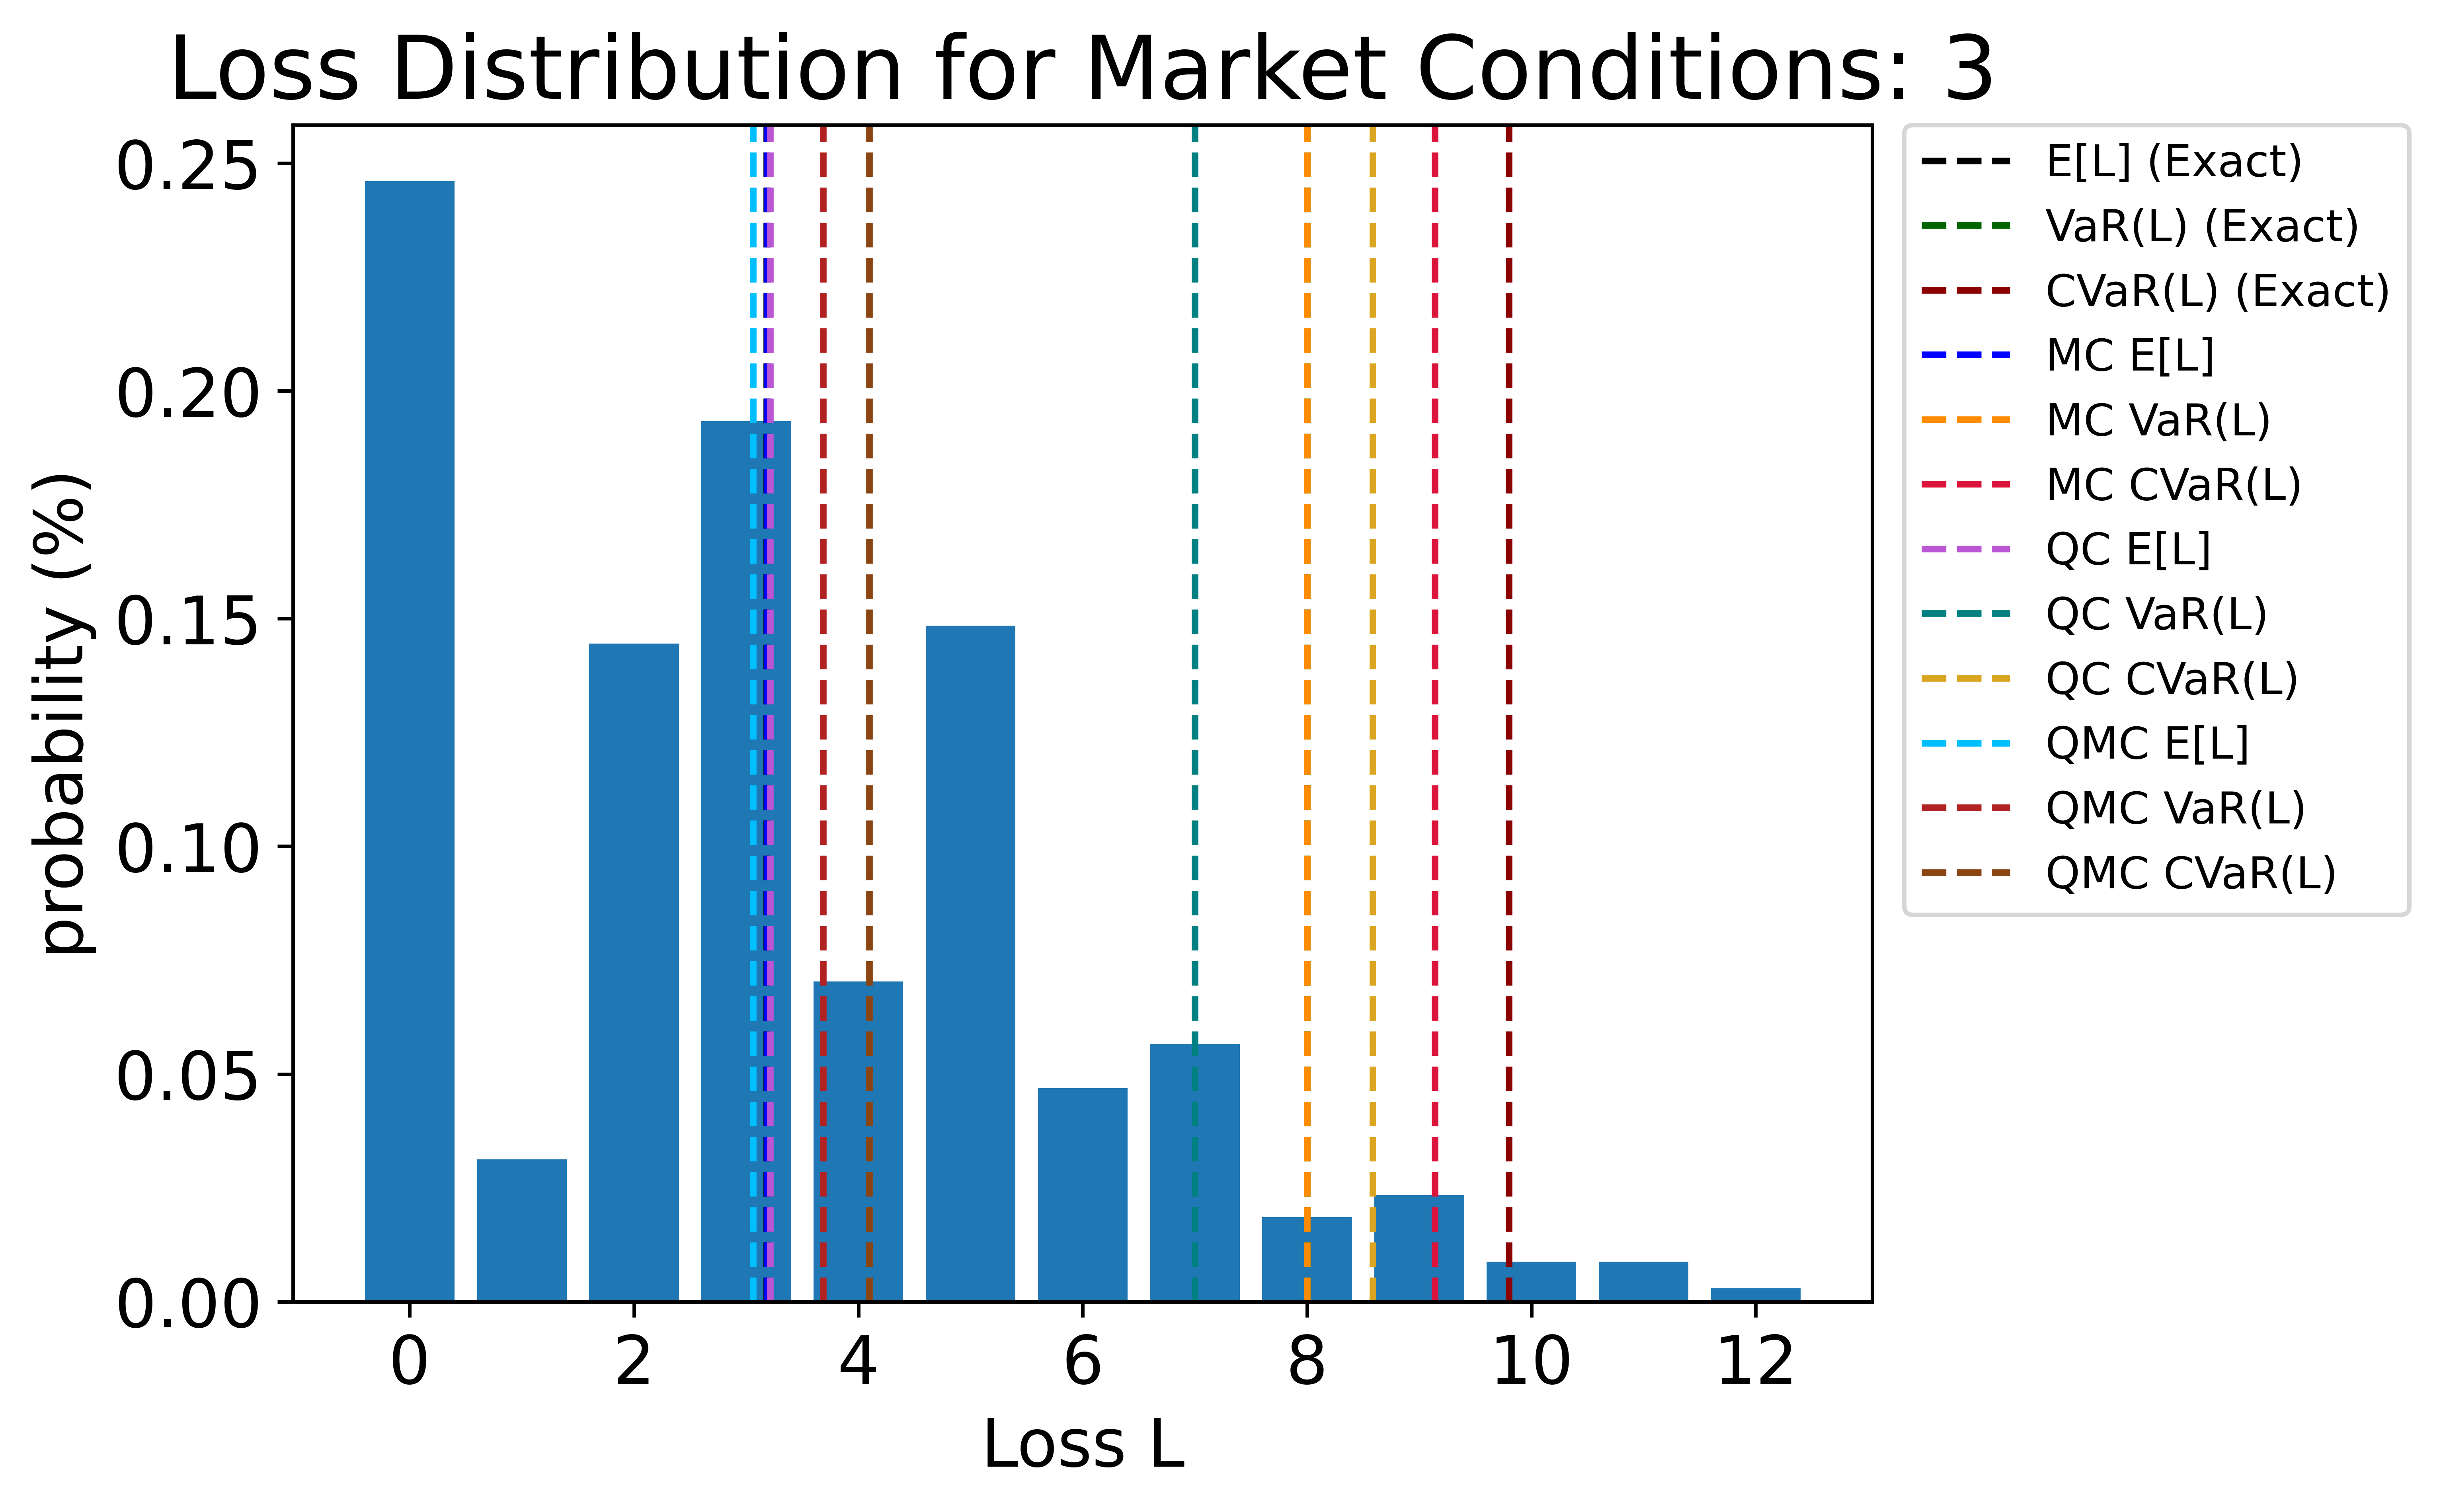 Loss Distribution for Market Conditions: 3
probability (%)
0.25
0.20
0.15
0.10
0.05
0.00
0 2 4 6 8 10 12
Loss L
E[L] (Exact)
VaR(L) (Exact)
CVaR(L) (Exact)
MC E[L]
MC VaR(L)
MC CVaR(L)
QC E[L]
QC VaR(L)
QC CVaR(L)
QMC E[L]
QMC VaR(L)
QMC CVaR(L)